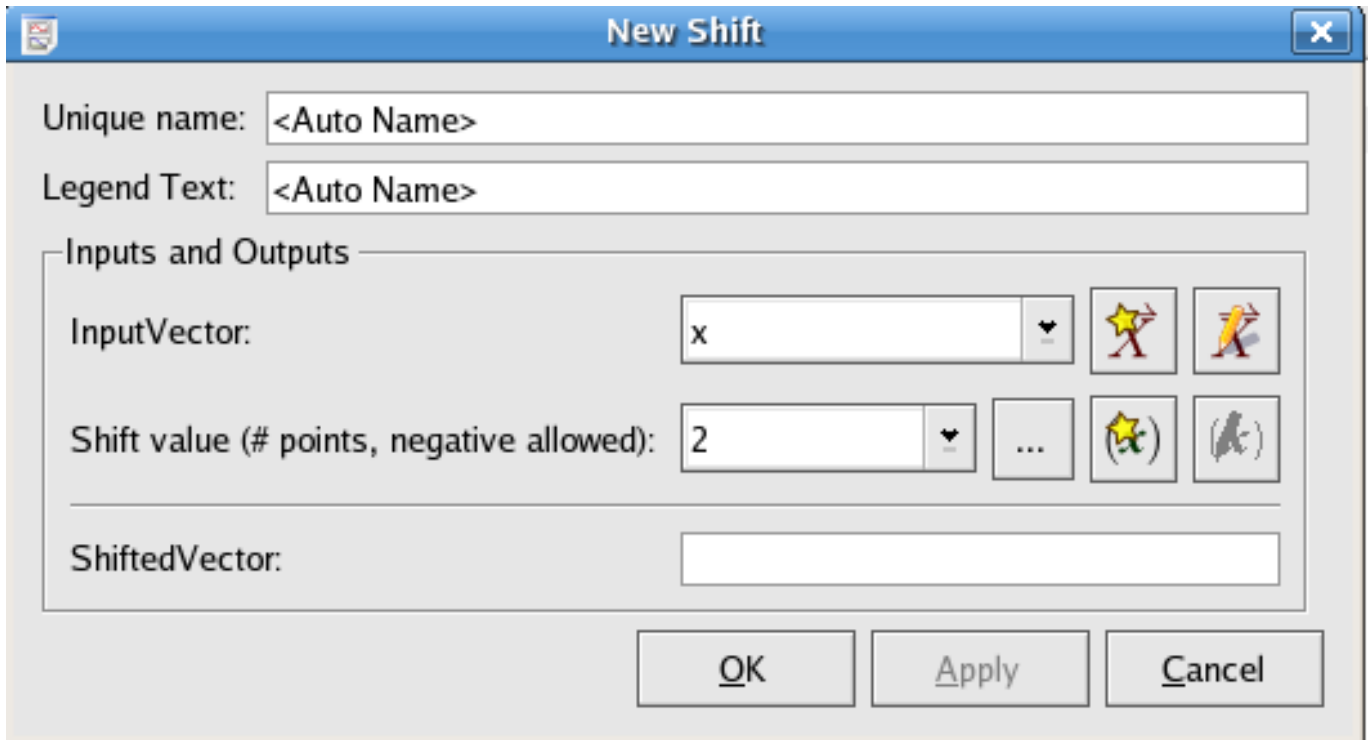 New Shift
Unique name: <Auto Name>
Legend Text: <Auto Name>
Inputs and Outputs
InputVector: x
Shift value (# points, negative allowed): 2 ...
ShiftedVector:
OK Apply Cancel